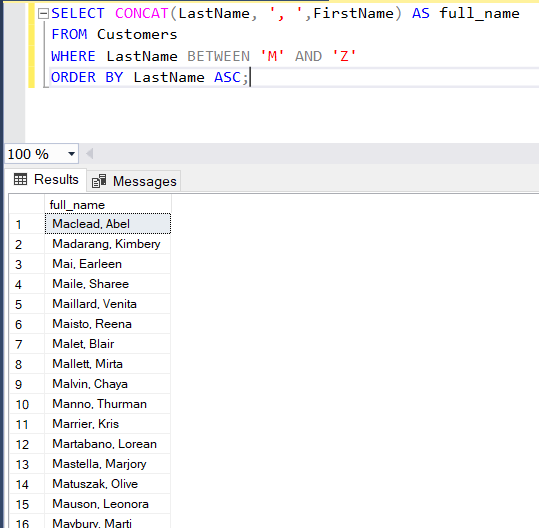 SELECT CONCAT(LastName, ', ',FirstName) AS full_name
FROM Customers
WHERE LastName BETWEEN 'M' AND 'Z'
ORDER BY LastName ASC;
100 %
Results Messages
full_name
1 Maclead, Abel
2 Madarang, Kimbery
3 Mai, Earleen
4 Maile, Sharee
5 Maillard, Venita
6 Maisto, Reena
7 Malet, Blair
8 Mallett, Mirta
9 Malvin, Chaya
10 Manno, Thurman
11 Marrier, Kris
12 Martabano, Lorean
13 Mastella, Marjory
14 Matuszak, Olive
15 Mauson, Leonora
16 Maybury, Marti